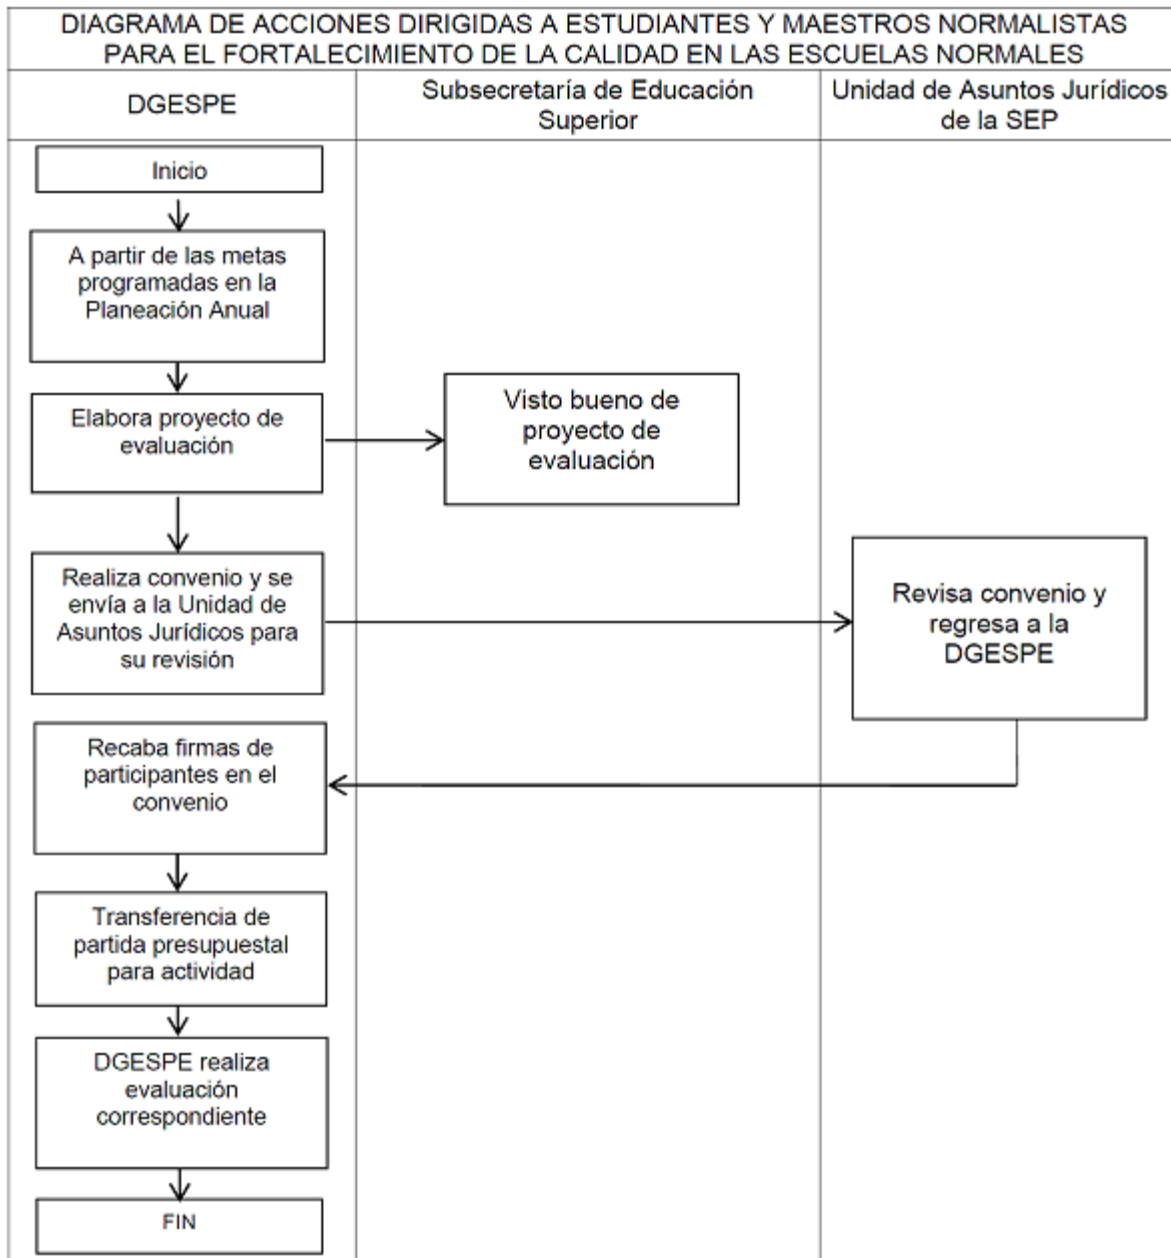 DIAGRAMA DE ACCIONES DIRIGIDAS A ESTUDIANTES Y MAESTROS NORMALISTAS
PARA EL FORTALECIMIENTO DE LA CALIDAD EN LAS ESCUELAS NORMALES
DGESPE
Subsecretaría de Educación
Superior
Unidad de Asuntos Jurídicos
de la SEP
Inicio
A partir de las metas
programadas en la
Planeación Anual
Elabora proyecto de
evaluación
Visto bueno de
proyecto de
evaluación
Realiza convenio y se
envía a la Unidad de
Asuntos Jurídicos para
su revisión
Revisa convenio y
regresa a la
DGESPE
Recaba firmas de
participantes en el
convenio
Transferencia de
partida presupuestal
para actividad
DGESPE realiza
evaluación
correspondiente
FIN